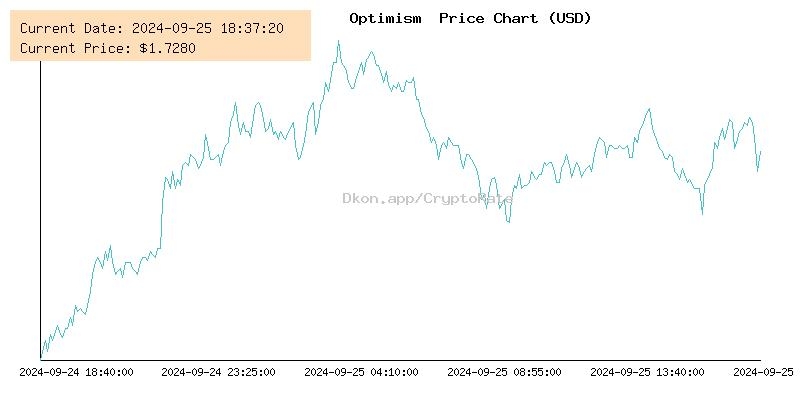 Optimism  Price Chart (USD)
Current Date: 2024-09-25 18:37:20
Current Price: $1.7280
Dkon.app/CryptoRate
2024-09-24 18:40:00 2024-09-24 23:25:00 2024-09-25 04:10:00 2024-09-25 08:55:00 2024-09-25 13:40:00 2024-09-25